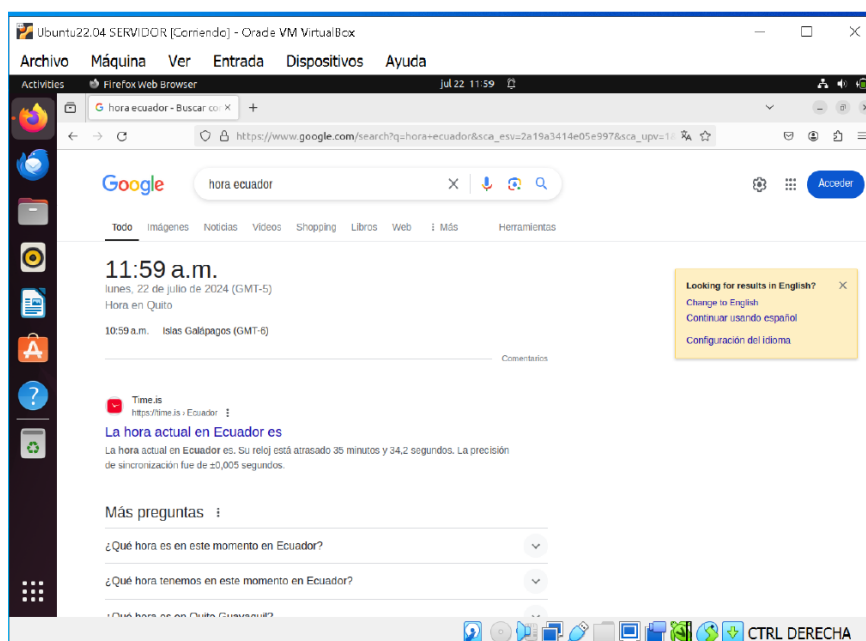 Ubuntu22.04 SERVIDOR [Corriendo] - Oracle VM VirtualBox
Archivo Máquina Ver Entrada Dispositivos Ayuda
Activities Firefox Web Browser jul 22 11:59
G hora ecuador - Buscar co
https://www.google.com/search?q=hora+ecuador&sca_esv=2a19a3414e05e997&sca_upv=1
Google hora ecuador Acceder
Todo Imágenes Noticias Videos Shopping Libros Web Más Herramientas
11:59 a.m.
lunes, 22 de julio de 2024 (GMT-5)
Hora en Quito
10:59 a.m. Islas Galápagos (GMT-6)
Comentarios
Looking for results in English?
Change to English
Continuar usando español
Configuración del idioma
Time.is
https://time.is › Ecuador
La hora actual en Ecuador es
La hora actual en Ecuador es. Su reloj está atrasado 35 minutos y 34,2 segundos. La precisión
de sincronización fue de ±0,005 segundos.
Más preguntas
¿Qué hora es en este momento en Ecuador?
¿Qué hora tenemos en este momento en Ecuador?
¿Qué hora es en Quito Guayaquil?
CTRL DERECHA